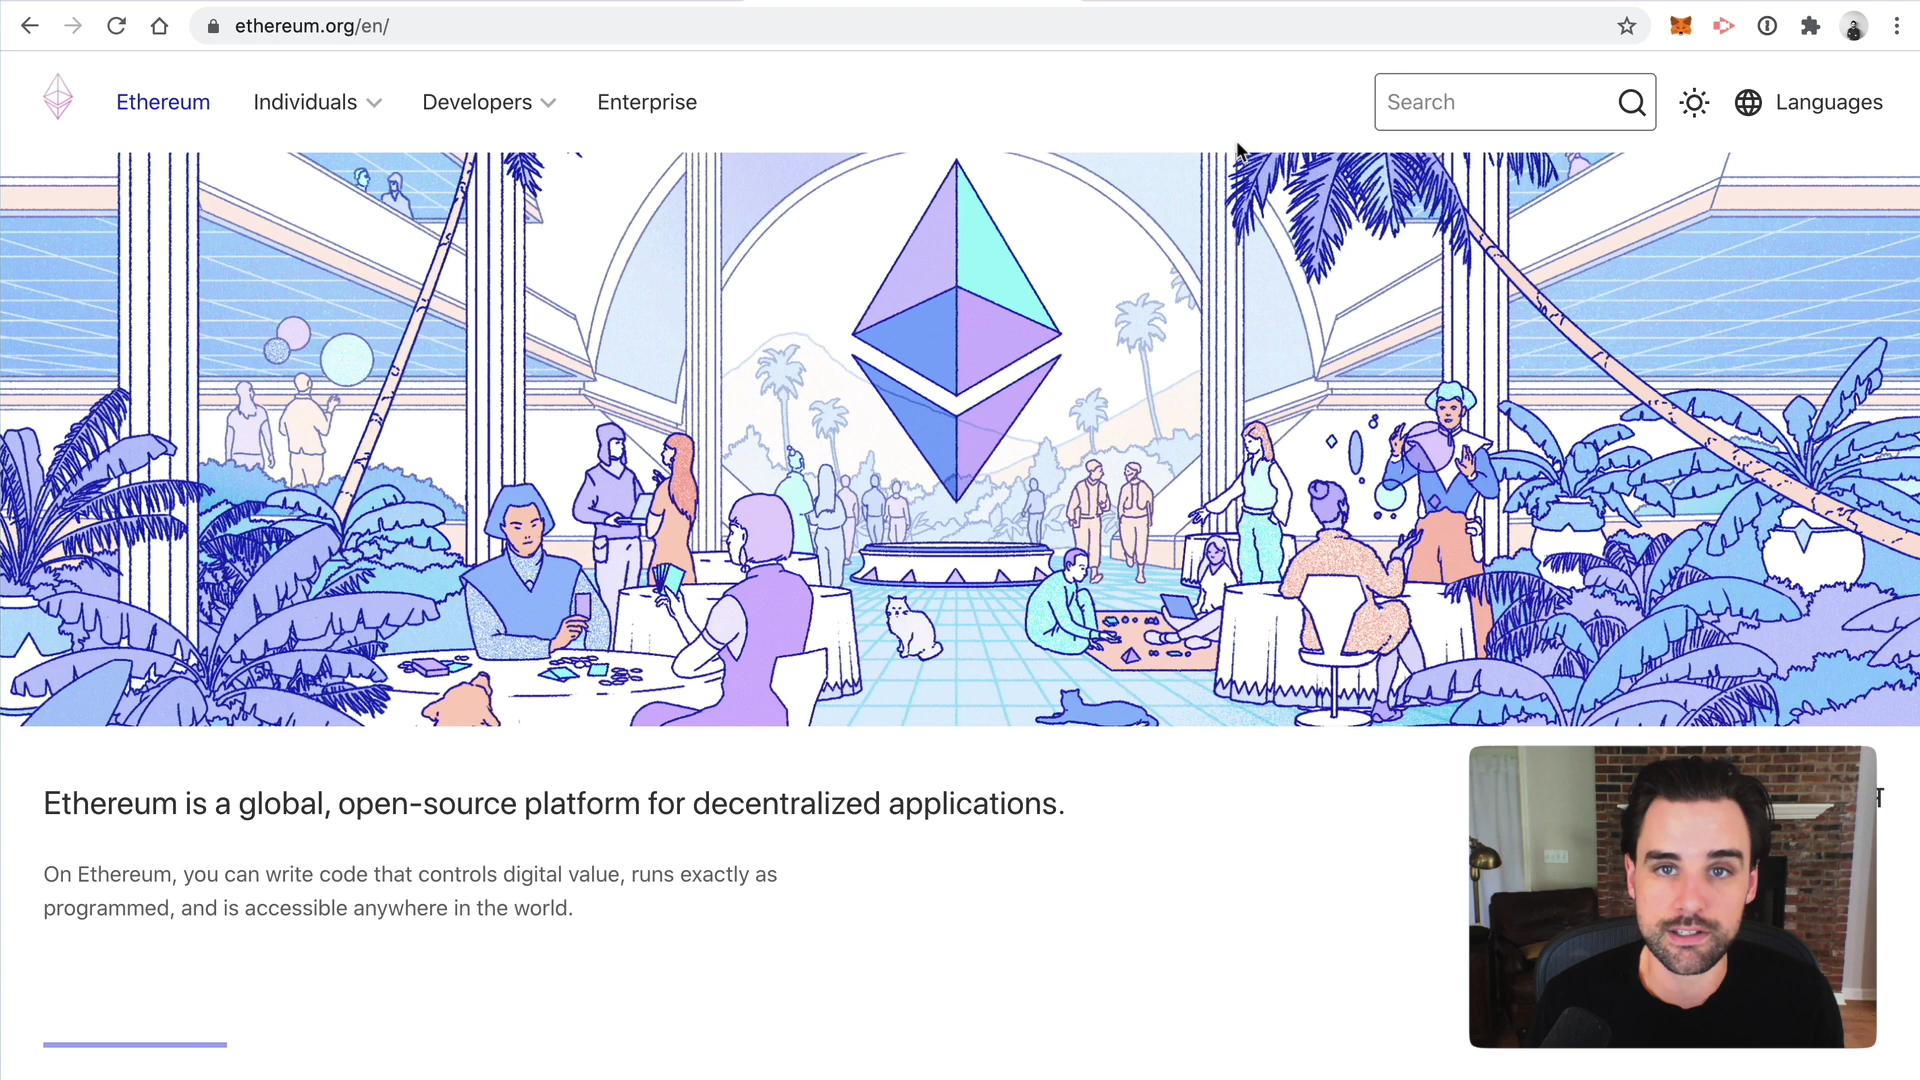 ethereum.org/en/
Ethereum
Individuals
Developers
Enterprise
Search
Languages
Ethereum is a global, open-source platform for decentralized applications.
On Ethereum, you can write code that controls digital value, runs exactly as
programmed, and is accessible anywhere in the world.